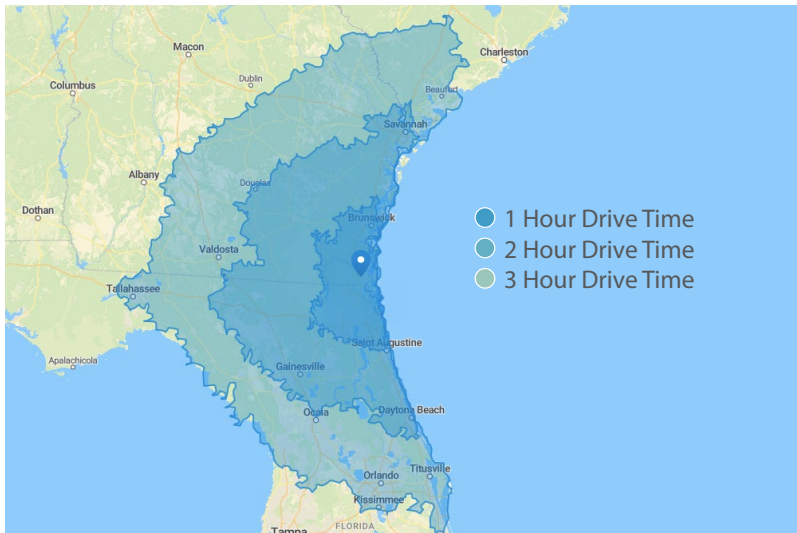 Macon
Charleston
Columbus
Dublin
Beaufort
Savannah
Albany
Douglas
Dothan
Brunswick
1 Hour Drive Time
2 Hour Drive Time
3 Hour Drive Time
Valdosta
Tallahassee
Saint Augustine
Apalachicola
Gainesville
Ocala
Daytona Beach
Titusville
Orlando
Kissimmee
FLORIDA
Tampa